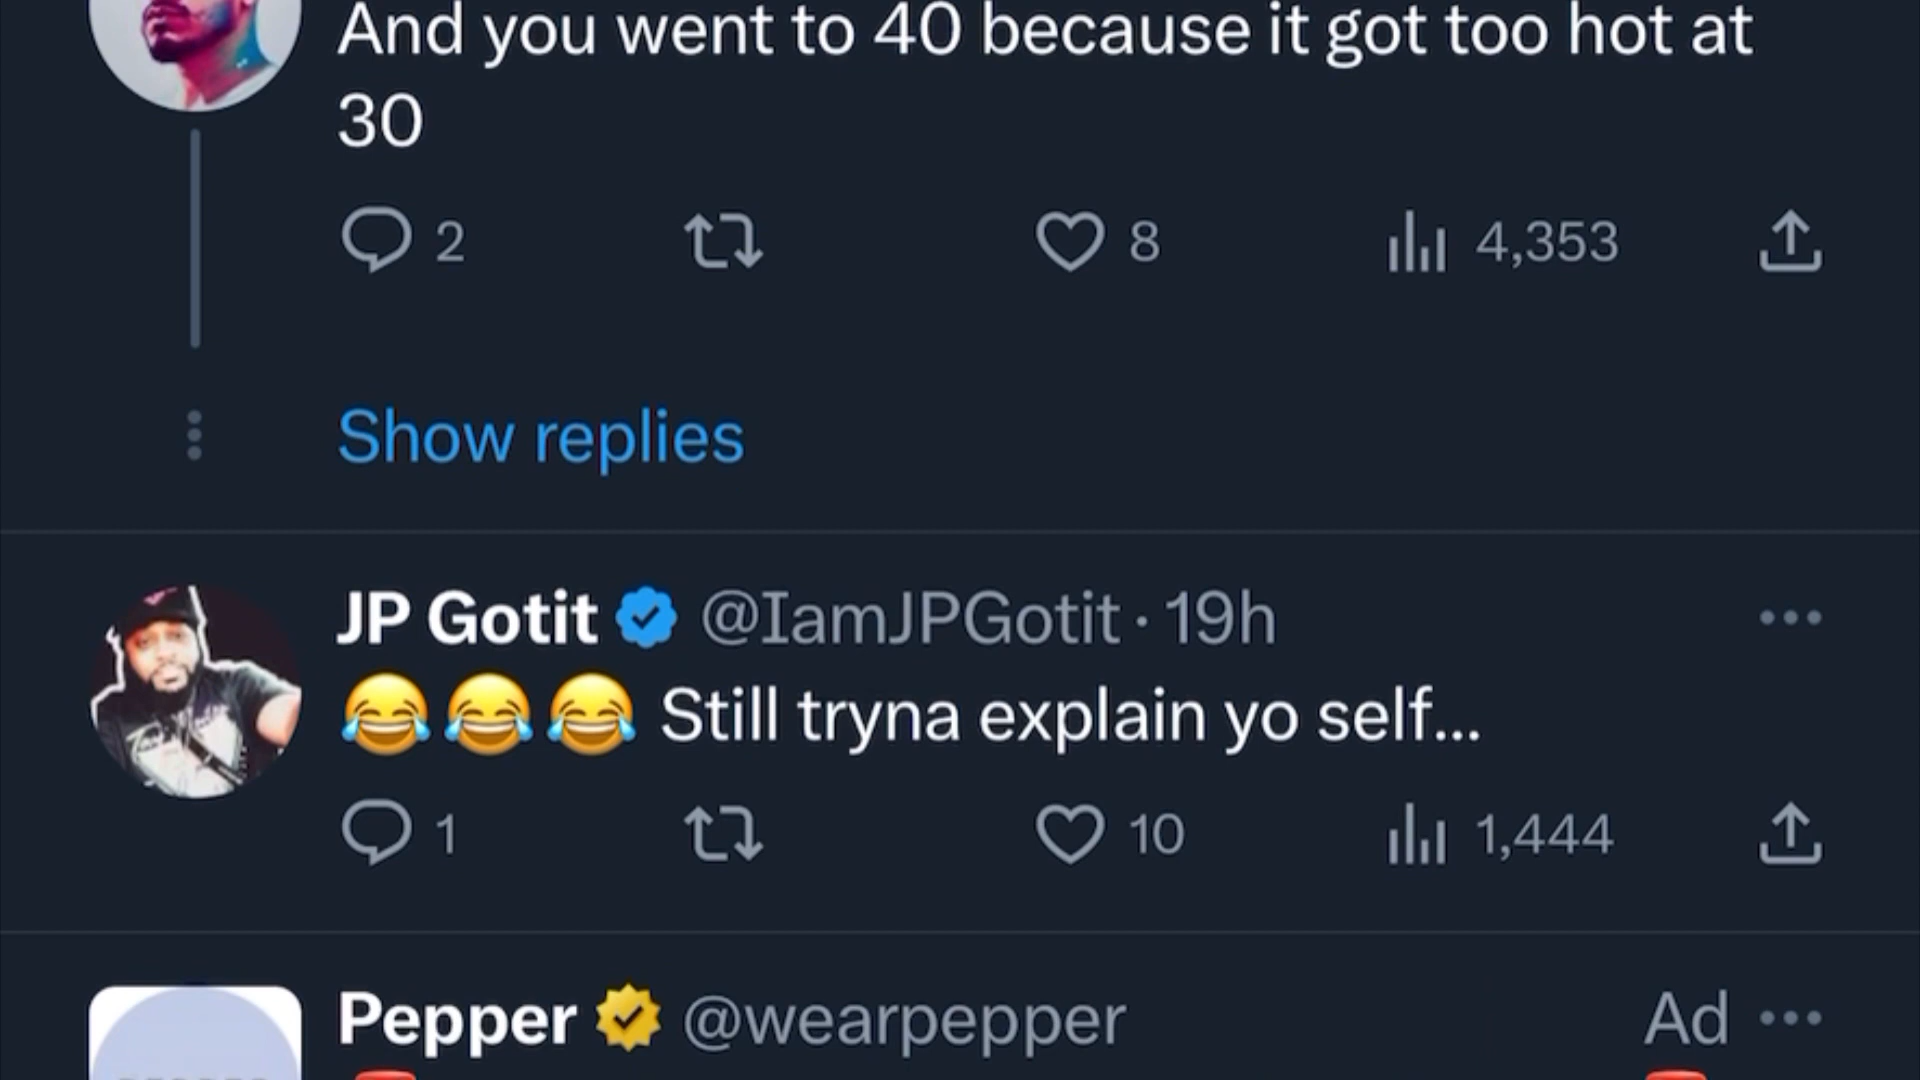 And you went to 40 because it got too hot at
30
2 8 4,353
Show replies
JP Gotit @IamJPGotit · 19h
😂😂😂 Still tryna explain yo self...
1 10 1,444
Pepper @wearpepper Ad